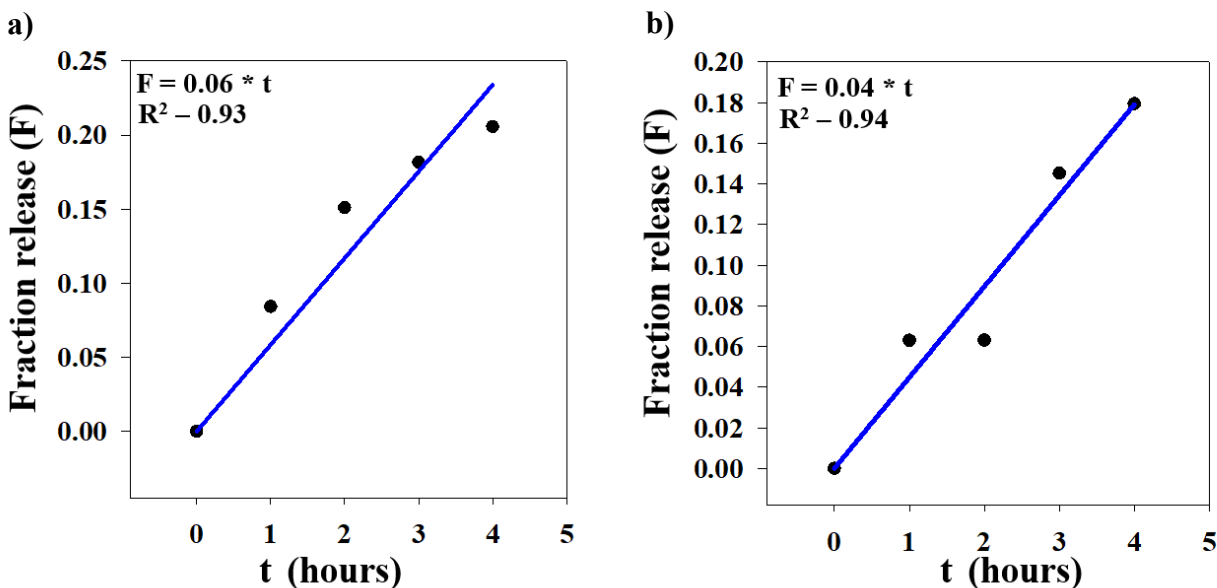 a)
F = 0.06 * t
R² – 0.93
Fraction release (F)
0.25
0.20
0.15
0.10
0.05
0.00
0 1 2 3 4 5
t (hours)
b)
F = 0.04 * t
R² – 0.94
Fraction release (F)
0.20
0.18
0.16
0.14
0.12
0.10
0.08
0.06
0.04
0.02
0.00
0 1 2 3 4 5
t (hours)